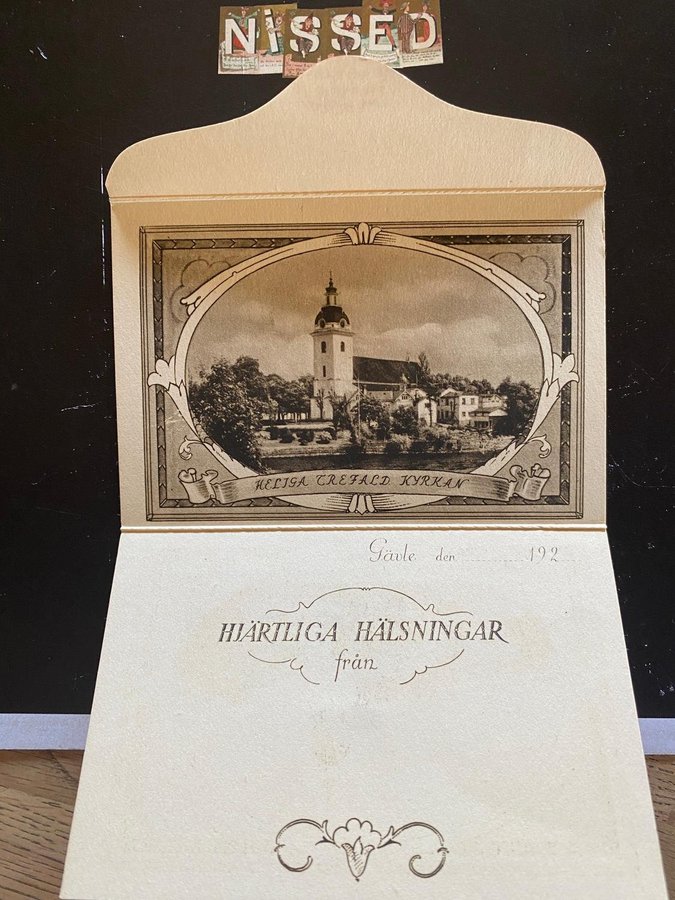 NISSED
HELIGA TREFALD KYRKAN
Gävle den ............ 192
HJÄRTLIGA HÄLSNINGAR
från